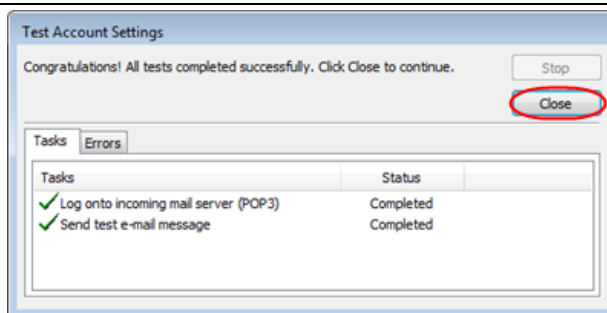 Test Account Settings
Congratulations! All tests completed successfully. Click Close to continue.
Stop
Close
Tasks Errors
Tasks Status
Log onto incoming mail server (POP3) Completed
Send test e-mail message Completed